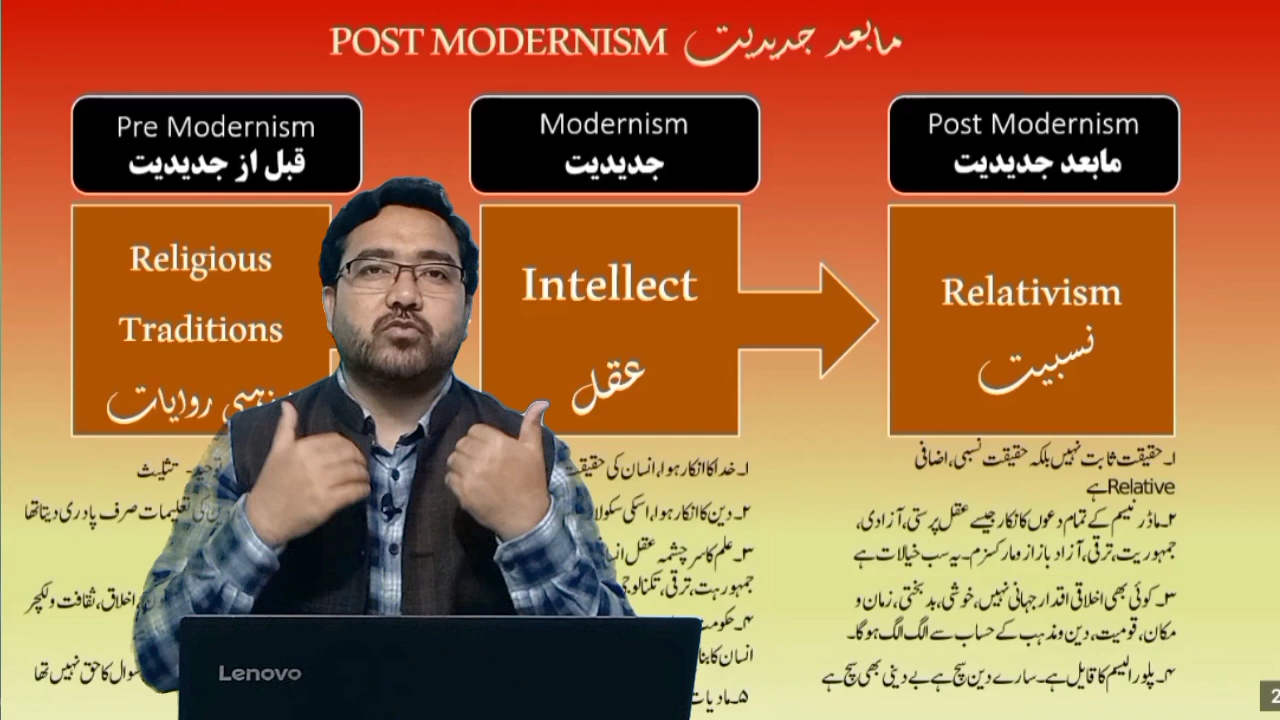 POST MODERNISM مابعد جدیدیت
Pre Modernism
قبل از جدیدیت
Religious
Traditions
روایات
توحید - تثلیث
کی تعلیمات صرف پادری دیتا تھا
اخلاق، ثقافت و کلچر
سوال کا حق نہیں تھا
Modernism
جدیدیت
Intellect
عقل
۱۔ خدا کا انکار ہوا، انسان کی حقیقت
۲۔ دین کا انکار ہوا، اسکی
۳۔ علم کا سرچشمہ عقل
جمہوریت، ترقی، تکنالوجی
۴۔ حکومت
انسان کا
۵۔ مادیات
Post Modernism
مابعد جدیدیت
Relativism
نسبیت
۱۔ حقیقت ثابت نہیں بلکہ حقیقت نسبی، اضافی
Relative ہے
۲۔ ماڈرنیسم کے تمام دعوں کا انکار جیسے عقل پرستی، آزادی،
جمہوریت، ترقی، آزاد بازار و مارکسزم۔ یہ سب خیالات ہے
۳۔ کوئی بھی اخلاقی اقدار جہانی نہیں، خوشی، بدبختی، زمان و
مکان، قومیت، دین و مذہب کے حساب سے الگ الگ ہوگا۔
۴۔ پلورالیسم کا قایل ہے۔ سارے دین سچ ہے بے دینی بھی سچ ہے
Lenovo
2